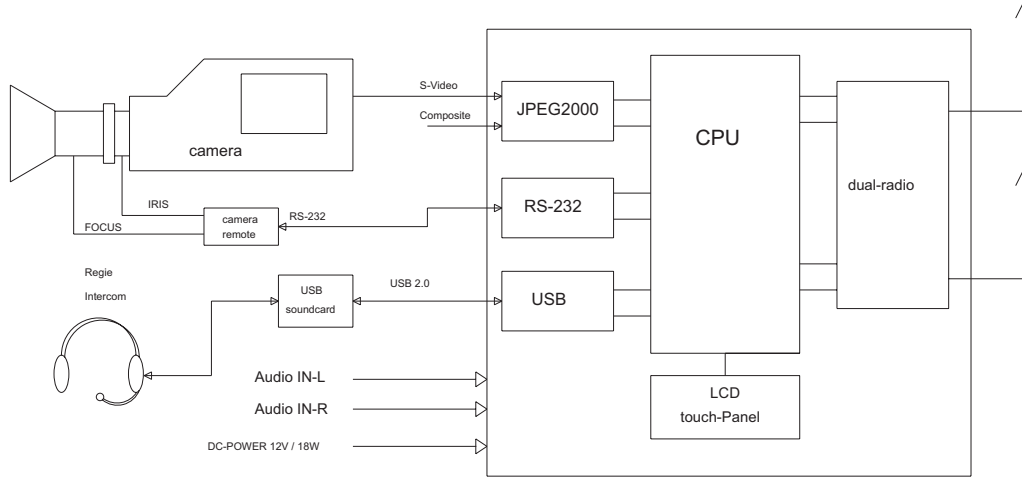 S-Video
JPEG2000
Composite
CPU
camera
dual-radio
IRIS
RS-232
camera
remote
RS-232
FOCUS
Regie
Intercom
USB
soundcard
USB 2.0
USB
Audio IN-L
Audio IN-R
LCD
touch-Panel
DC-POWER 12V / 18W